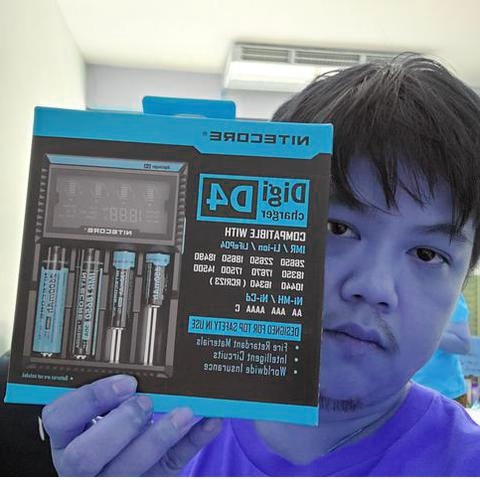 NITECORE®
Digi
charger
D4
COMPATIBLE WITH
IMR / Li-ion / LiFePO4
26650 22650 18650 18490
18350 17670 17500 14500
10440 16340 ( RCR123 )
Ni-MH / Ni-Cd
AA AAA AAAA C
DESIGNED FOR TOP SAFETY IN USE
• Fire Retardant Materials
• Intelligent Circuits
• Worldwide Insurance
NITECORE